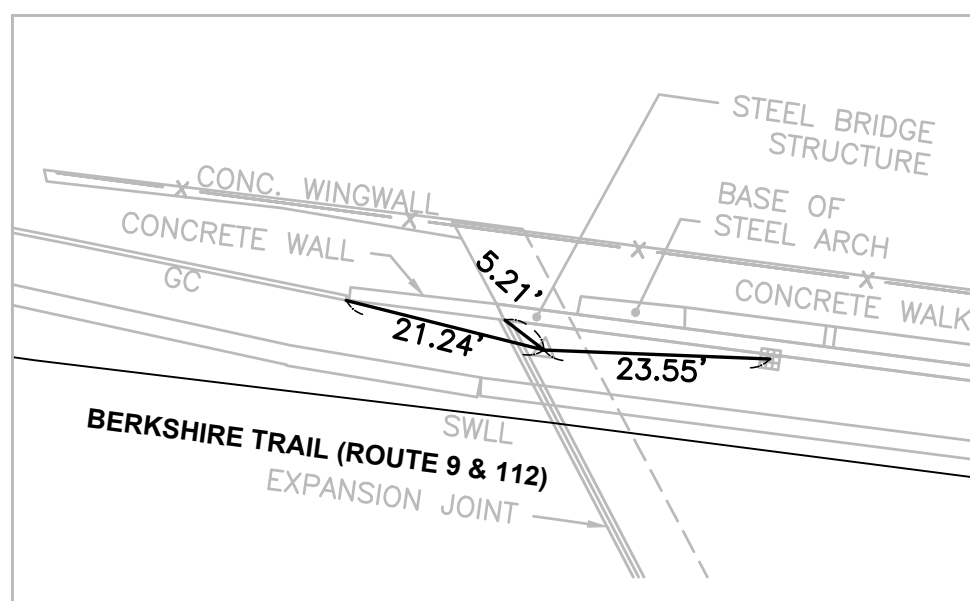 STEEL BRIDGE
STRUCTURE
CONC. WINGWALL
BASE OF
STEEL ARCH
CONCRETE WALL
GC
5.21'
CONCRETE WALK
21.24'
23.55'
SWLL
BERKSHIRE TRAIL (ROUTE 9 & 112)
EXPANSION JOINT
X
X
X
X